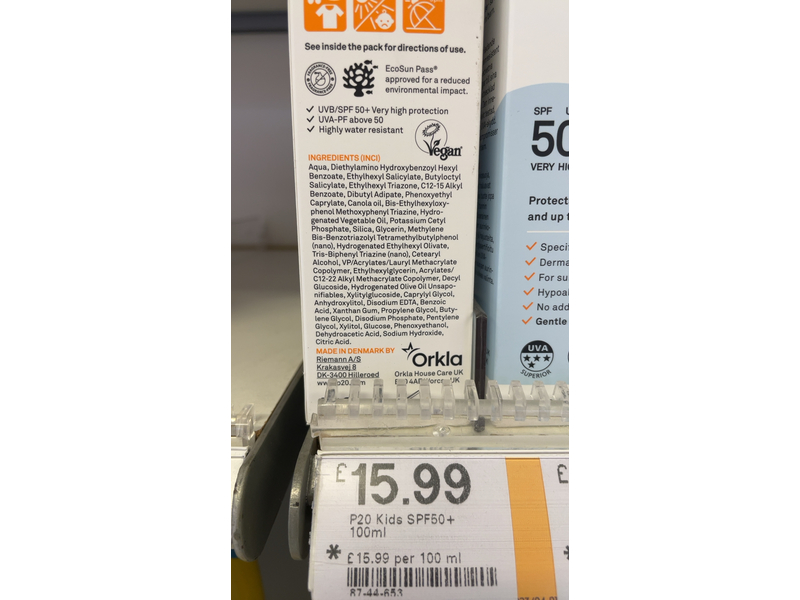 See inside the pack for directions of use.
EcoSun Pass®
approved for a reduced
environmental impact.
✓ UVB/SPF 50+ Very high protection
✓ UVA-PF above 50
✓ Highly water resistant
Vegan
INGREDIENTS (INCI)
Aqua, Diethylamino Hydroxybenzoyl Hexyl
Benzoate, Ethylhexyl Salicylate, Butyloctyl
Salicylate, Ethylhexyl Triazone, C12-15 Alkyl
Benzoate, Dibutyl Adipate, Phenoxyethyl
Caprylate, Canola oil, Bis-Ethylhexyloxy-
phenol Methoxyphenyl Triazine, Hydro-
genated Vegetable Oil, Potassium Cetyl
Phosphate, Silica, Glycerin, Methylene
Bis-Benzotriazolyl Tetramethylbutylphenol
(nano), Hydrogenated Ethylhexyl Olivate,
Tris-Biphenyl Triazine (nano), Cetearyl
Alcohol, VP/Acrylates/Lauryl Methacrylate
Copolymer, Ethylhexylglycerin, Acrylates/
C12-22 Alkyl Methacrylate Copolymer, Decyl
Glucoside, Hydrogenated Olive Oil Unsapo-
nifiables, Xylitylglucoside, Caprylyl Glycol,
Anhydroxylitol, Disodium EDTA, Benzoic
Acid, Xanthan Gum, Propylene Glycol, Buty-
lene Glycol, Disodium Phosphate, Pentylene
Glycol, Xylitol, Glucose, Phenoxyethanol,
Dehydroacetic Acid, Sodium Hydroxide,
Citric Acid.
MADE IN DENMARK BY
Riemann A/S
Krakasvej 8
DK-3400 Hilleroed
Orkla
Orkla House Care UK
SPF U
50
VERY HI
Protect
and up t
✓ Speci
✓ Derma
✓ For su
✓ Hypoal
✓ No add
✓ Gentle
UVA
SUPERIOR
£15.99
P20 Kids SPF50+
100ml
* £15.99 per 100 ml
87-44-653
£